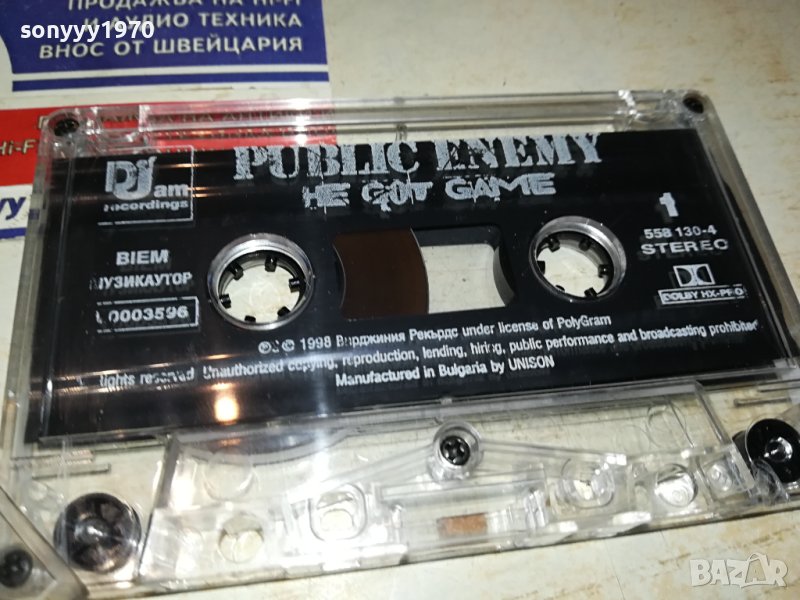 sonyyy1970
ПРОДАЖБА НА HI-FI
И АУДИО ТЕХНИКА
ВНОС ОТ ШВЕЙЦАРИЯ
Hi-Fi
PUBLIC ENEMY
HE GOT GAME
Def Jam
recordings
1
558 130-4
STEREO
BIEM
МУЗИКАУТОР
0003596
DOLBY HX-PRO
℗ © 1998 Вирджиния Рекърдс under license of PolyGram
rights reserved. Unauthorized copying, reproduction, lending, hiring, public performance and broadcasting prohibited
Manufactured in Bulgaria by UNISON
BAZAR